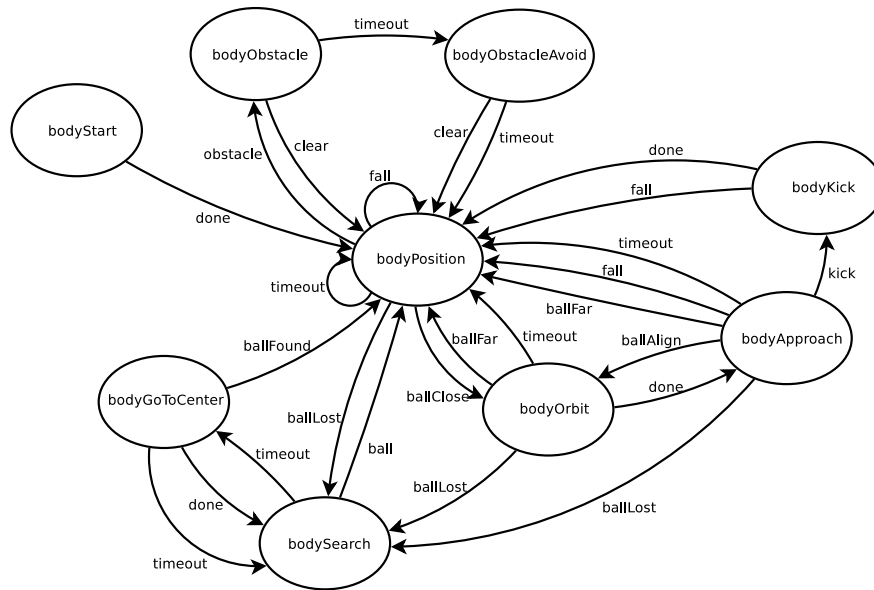 timeout
bodyObstacle
bodyObstacleAvoid
bodyStart
clear
timeout
obstacle
clear
done
fall
fall
bodyKick
done
bodyPosition
timeout
fall
kick
timeout
ballFar
ballFound
ballFar
timeout
ballAlign
bodyApproach
bodyGoToCenter
ballLost
ballClose
done
bodyOrbit
timeout
ball
ballLost
done
ballLost
bodySearch
timeout